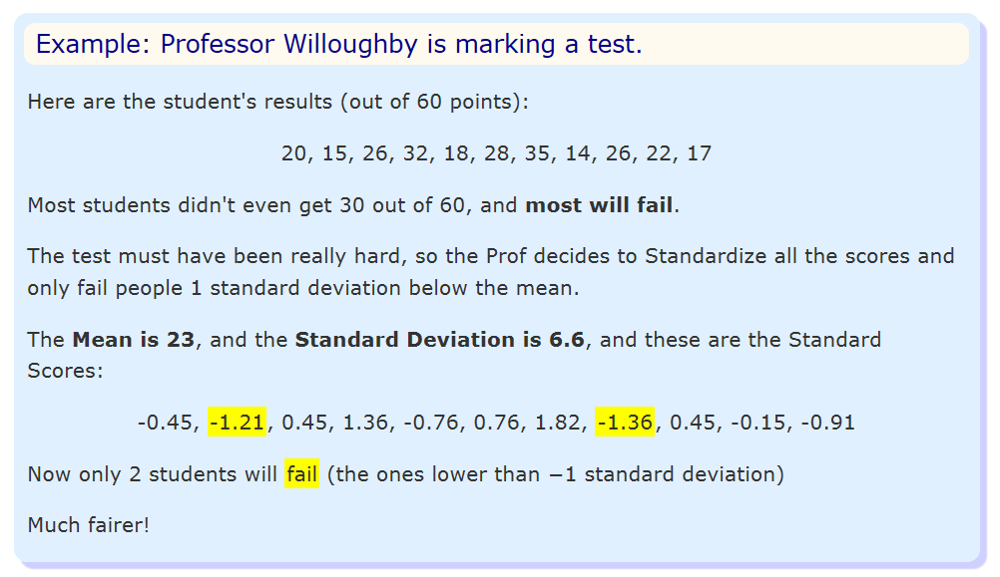 Example: Professor Willoughby is marking a test.
Here are the student's results (out of 60 points):
20, 15, 26, 32, 18, 28, 35, 14, 26, 22, 17
Most students didn't even get 30 out of 60, and most will fail.
The test must have been really hard, so the Prof decides to Standardize all the scores and
only fail people 1 standard deviation below the mean.
The Mean is 23, and the Standard Deviation is 6.6, and these are the Standard
Scores:
-0.45, -1.21, 0.45, 1.36, -0.76, 0.76, 1.82, -1.36, 0.45, -0.15, -0.91
Now only 2 students will fail (the ones lower than −1 standard deviation)
Much fairer!